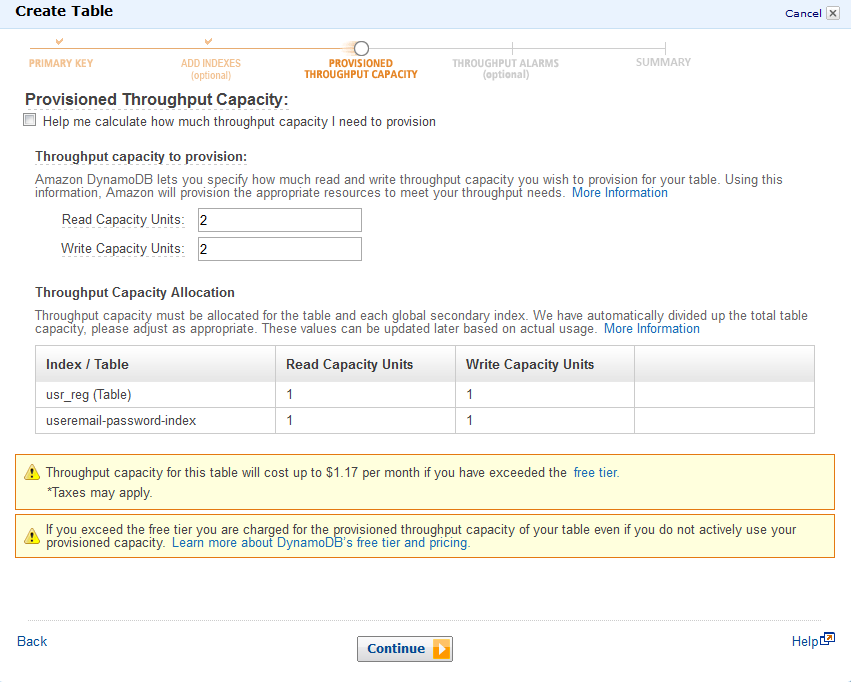 Create Table
Cancel
PRIMARY KEY
ADD INDEXES
(optional)
PROVISIONED
THROUGHPUT CAPACITY
THROUGHPUT ALARMS
(optional)
SUMMARY
Provisioned Throughput Capacity:
Help me calculate how much throughput capacity I need to provision
Throughput capacity to provision:
Amazon DynamoDB lets you specify how much read and write throughput capacity you wish to provision for your table. Using this
information, Amazon will provision the appropriate resources to meet your throughput needs. More Information
Read Capacity Units: 2
Write Capacity Units: 2
Throughput Capacity Allocation
Throughput capacity must be allocated for the table and each global secondary index. We have automatically divided up the total table
capacity, please adjust as appropriate. These values can be updated later based on actual usage. More Information
Index / Table Read Capacity Units Write Capacity Units
usr_reg (Table) 1 1
useremail-password-index 1 1
Throughput capacity for this table will cost up to $1.17 per month if you have exceeded the free tier.
*Taxes may apply.
If you exceed the free tier you are charged for the provisioned throughput capacity of your table even if you do not actively use your
provisioned capacity. Learn more about DynamoDB's free tier and pricing.
Back
Continue
Help